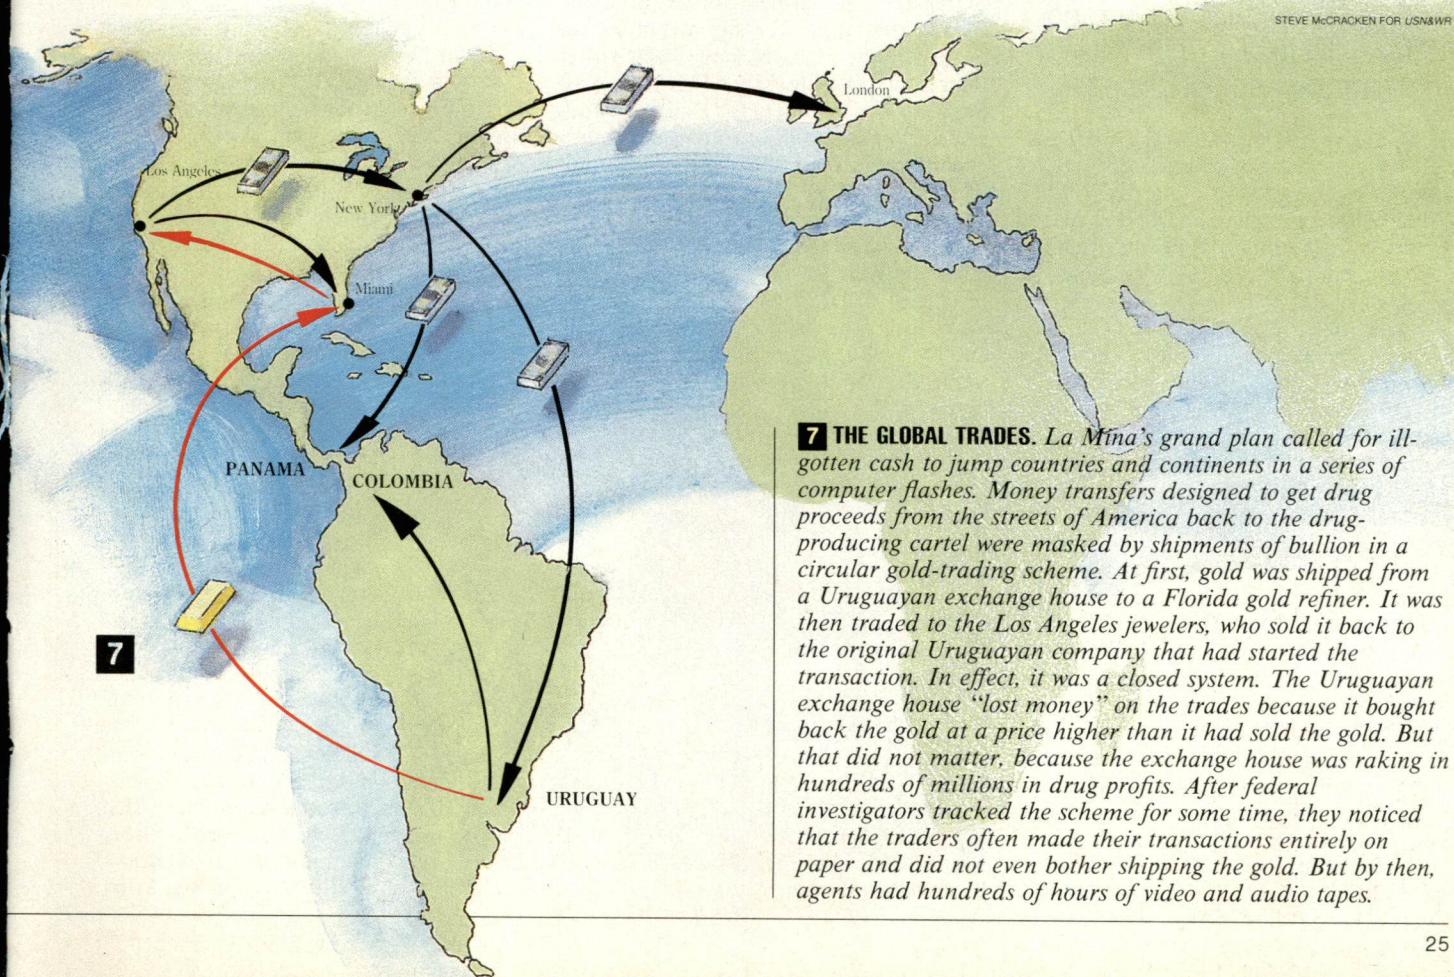 STEVE McCRACKEN FOR USN&WR
London
Los Angeles
New York
Miami
PANAMA
COLOMBIA
7
URUGUAY
7 THE GLOBAL TRADES. La Mina's grand plan called for ill-
gotten cash to jump countries and continents in a series of
computer flashes. Money transfers designed to get drug
proceeds from the streets of America back to the drug-
producing cartel were masked by shipments of bullion in a
circular gold-trading scheme. At first, gold was shipped from
a Uruguayan exchange house to a Florida gold refiner. It was
then traded to the Los Angeles jewelers, who sold it back to
the original Uruguayan company that had started the
transaction. In effect, it was a closed system. The Uruguayan
exchange house “lost money” on the trades because it bought
back the gold at a price higher than it had sold the gold. But
that did not matter, because the exchange house was raking in
hundreds of millions in drug profits. After federal
investigators tracked the scheme for some time, they noticed
that the traders often made their transactions entirely on
paper and did not even bother shipping the gold. But by then,
agents had hundreds of hours of video and audio tapes.
25